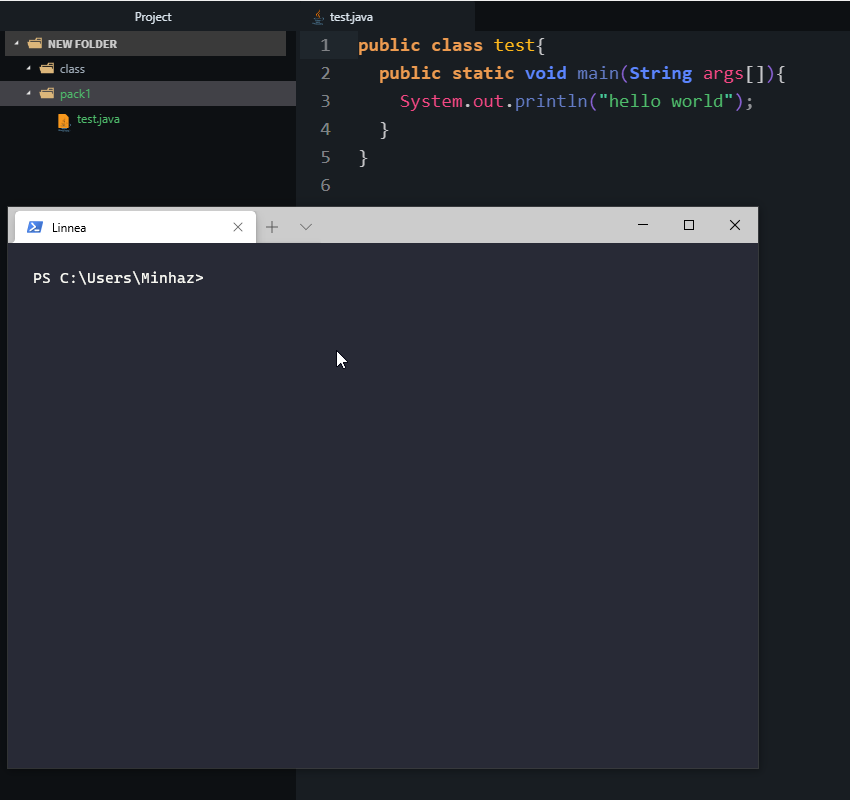 Project
test.java
NEW FOLDER
class
pack1
test.java
1 public class test{
2 public static void main(String args[]){
3 System.out.println("hello world");
4 }
5 }
6
Linnea
PS C:\Users\Minhaz>